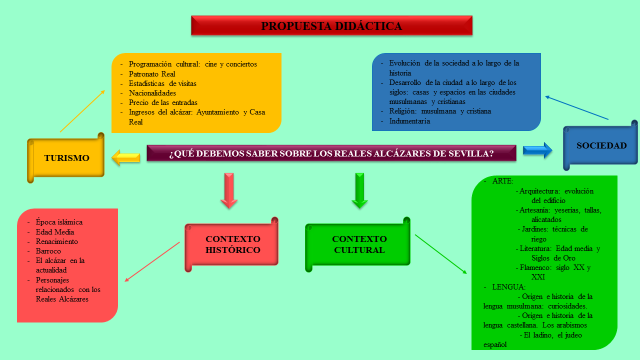 PROPUESTA DIDÁCTICA
- Programación cultural: cine y conciertos
- Patronato Real
- Estadísticas de visitas
- Nacionalidades
- Precio de las entradas
- Ingresos del alcázar: Ayuntamiento y Casa
Real
- Evolución de la sociedad a lo largo de la
historia
- Desarrollo de la ciudad a lo largo de los
siglos: casas y espacios en las ciudades
musulmanas y cristianas
- Religión: musulmana y cristiana
- Indumentaria
TURISMO
¿QUÉ DEBEMOS SABER SOBRE LOS REALES ALCÁZARES DE SEVILLA?
SOCIEDAD
- Época islámica
- Edad Media
- Renacimiento
- Barroco
- El alcázar en la
actualidad
- Personajes
relacionados con los
Reales Alcázares
CONTEXTO
HISTÓRICO
CONTEXTO
CULTURAL
- ARTE:
- Arquitectura: evolución
del edificio
- Artesanía: yeserías, tallas,
alicatados
- Jardines: técnicas de
riego
- Literatura: Edad media y
Siglos de Oro
- Flamenco: siglo XX y
XXI
- LENGUA:
- Origen e historia de la
lengua musulmana: curiosidades.
- Origen e historia de la
lengua castellana. Los arabismos
- El ladino, el judeo
español